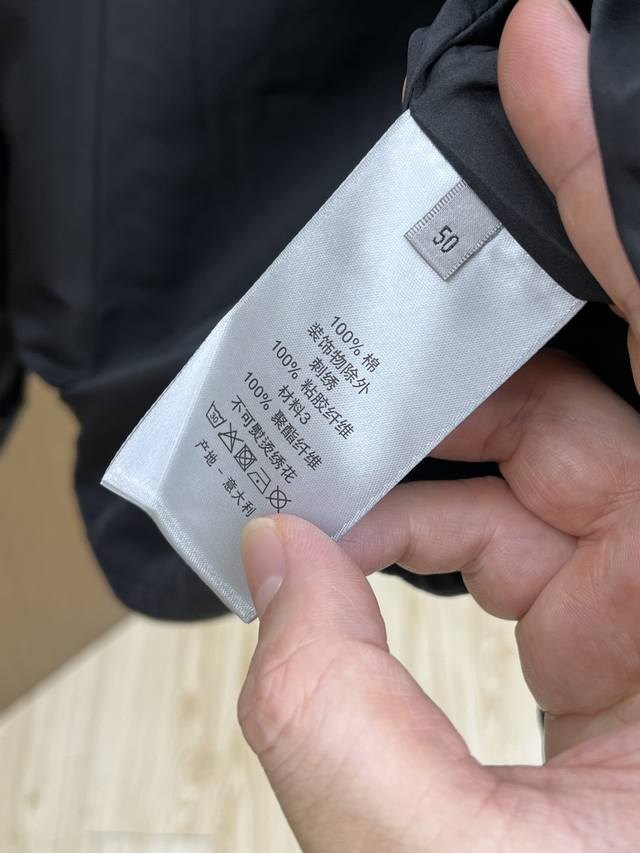 50
100% 棉
装饰物除外
刺绣
100% 粘胶纤维
材料3
100% 聚酯纤维
不可熨烫绣花
30
产地 - 意大利